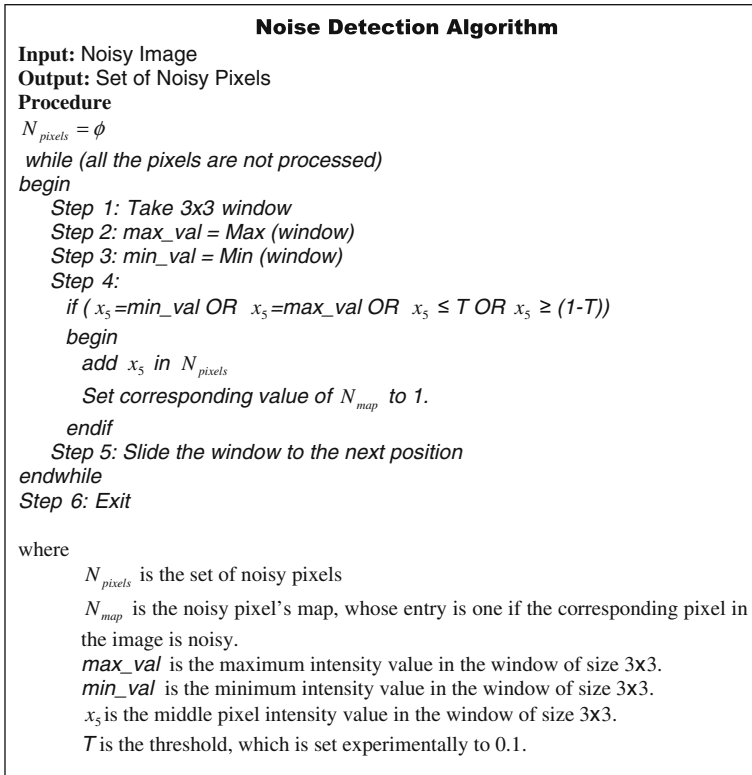 Noise Detection Algorithm
Input: Noisy Image
Output: Set of Noisy Pixels
Procedure
N_pixels = ϕ
while (all the pixels are not processed)
begin
Step 1: Take 3x3 window
Step 2: max_val = Max (window)
Step 3: min_val = Min (window)
Step 4:
if ( x₅=min_val OR x₅=max_val OR x₅ ≤ T OR x₅ ≥ (1-T))
begin
add x₅ in N_pixels
Set corresponding value of N_map to 1.
endif
Step 5: Slide the window to the next position
endwhile
Step 6: Exit
where
N_pixels is the set of noisy pixels
N_map is the noisy pixel's map, whose entry is one if the corresponding pixel in
the image is noisy.
max_val is the maximum intensity value in the window of size 3x3.
min_val is the minimum intensity value in the window of size 3x3.
x₅ is the middle pixel intensity value in the window of size 3x3.
T is the threshold, which is set experimentally to 0.1.